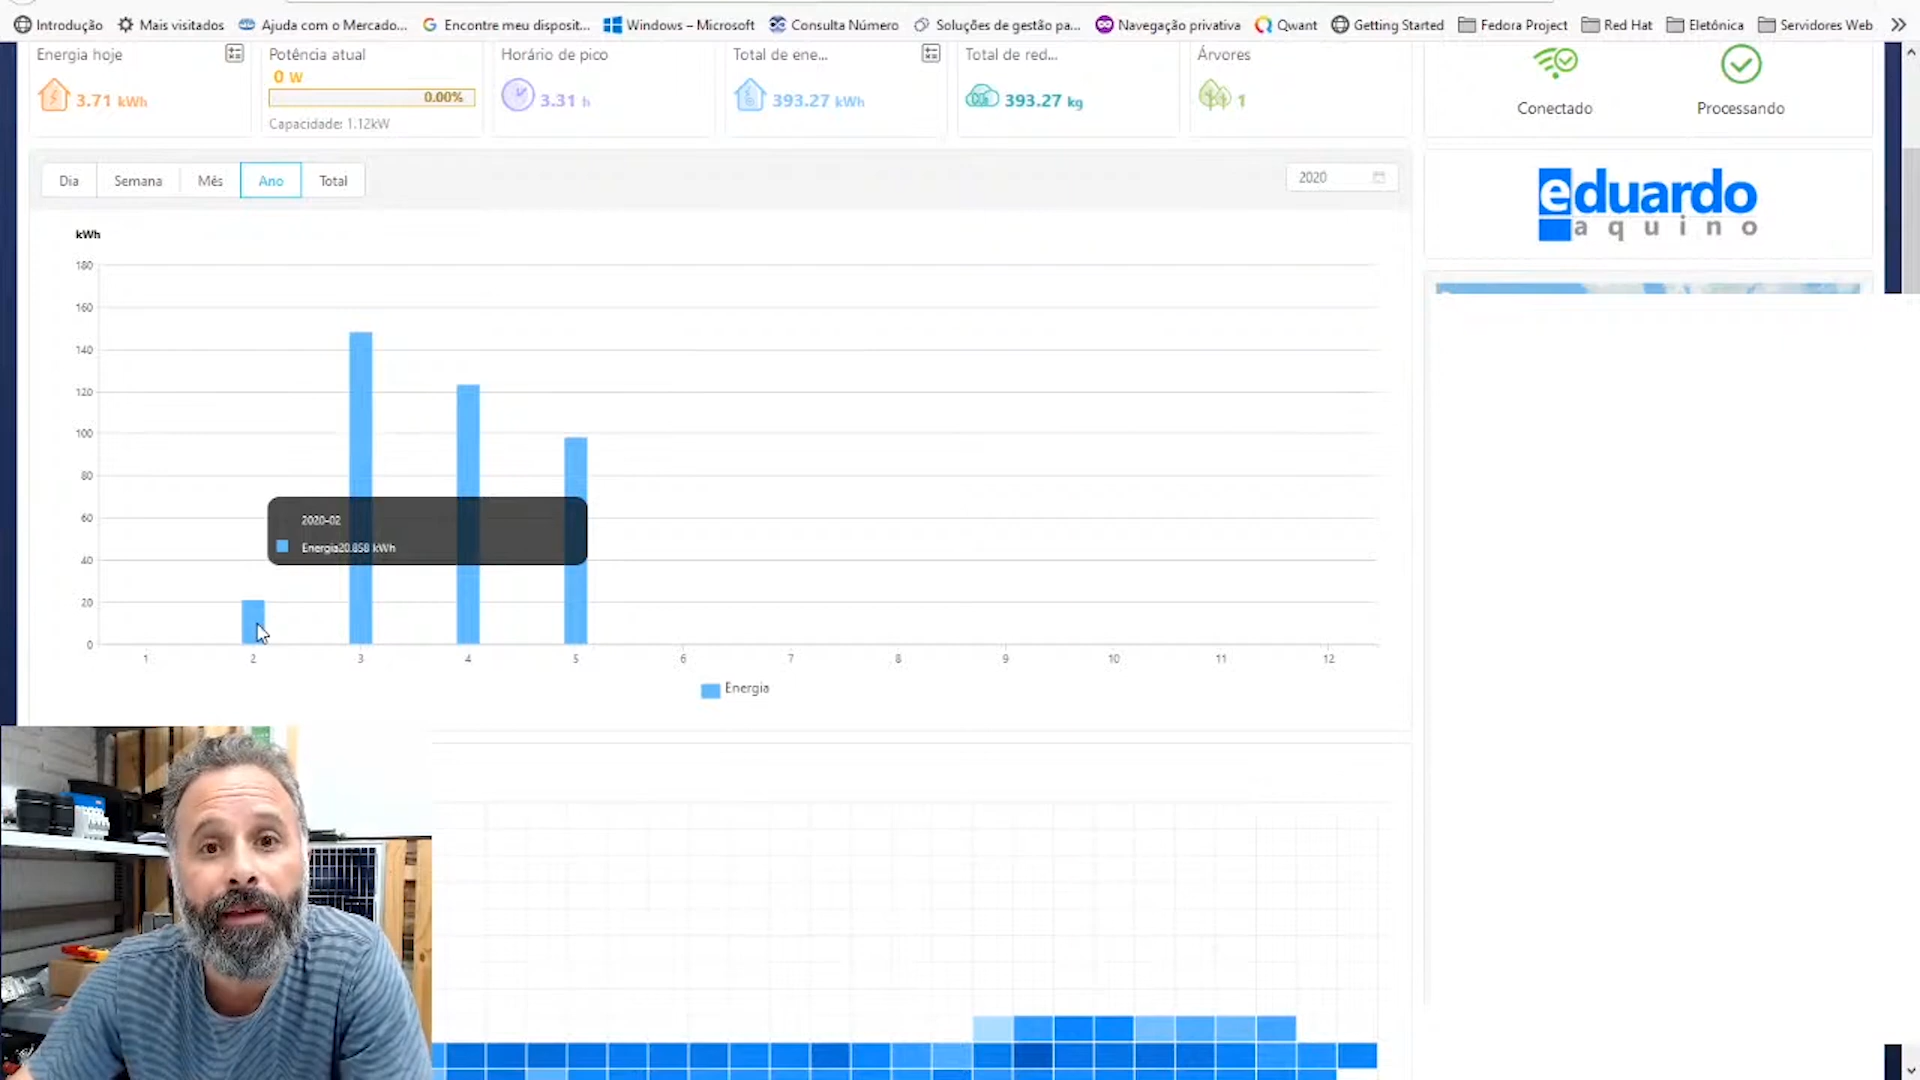 Introdução Mais visitados Ajuda com o Mercado... Encontre meu disposit... Windows – Microsoft Consulta Número Soluções de gestão pa... Navegação privativa Qwant Getting Started Fedora Project Red Hat Eletônica Servidores Web
Energia hoje
3.71 kWh
Potência atual
0 W
0.00%
Capacidade: 1.12kW
Horário de pico
3.31 h
Total de ene...
393.27 kWh
Total de red...
393.27 kg
Árvores
1
Conectado
Processando
Dia Semana Mês Ano Total
2020
eduardo
aquino
kWh
180
160
140
120
100
80
60
40
20
0
2020-02
Energia20.858 kWh
1 2 3 4 5 6 7 8 9 10 11 12
Energia